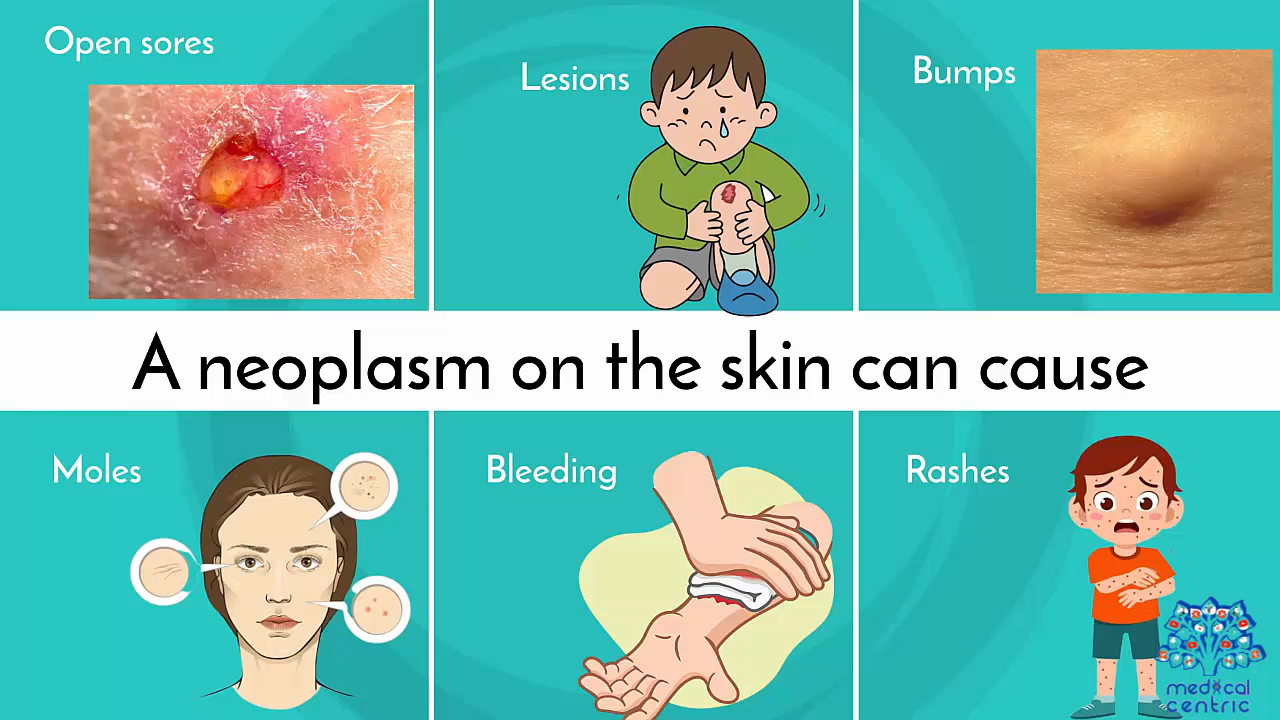 Open sores
Lesions
Bumps
A neoplasm on the skin can cause
Moles
Bleeding
Rashes
medical
centric